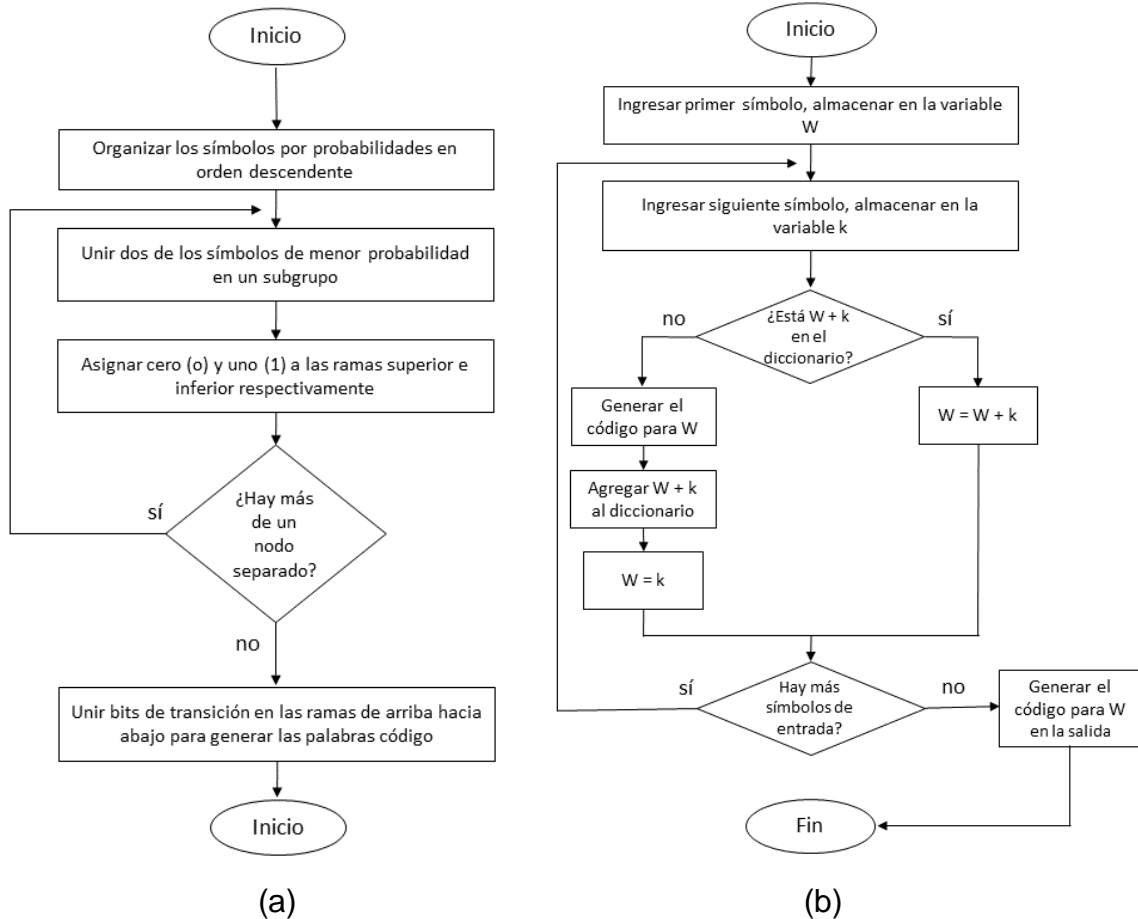 Inicio
Organizar los símbolos por probabilidades en
orden descendente
Unir dos de los símbolos de menor probabilidad
en un subgrupo
Asignar cero (o) y uno (1) a las ramas superior e
inferior respectivamente
¿Hay más
de un
nodo
separado?
sí
no
Unir bits de transición en las ramas de arriba hacia
abajo para generar las palabras código
Inicio
(a)
Inicio
Ingresar primer símbolo, almacenar en la variable
W
Ingresar siguiente símbolo, almacenar en la
variable k
¿Está W + k
en el
diccionario?
no
sí
Generar el
código para W
Agregar W + k
al diccionario
W = k
W = W + k
Hay más
símbolos de
entrada?
sí
no
Generar el
código para W
en la salida
Fin
(b)